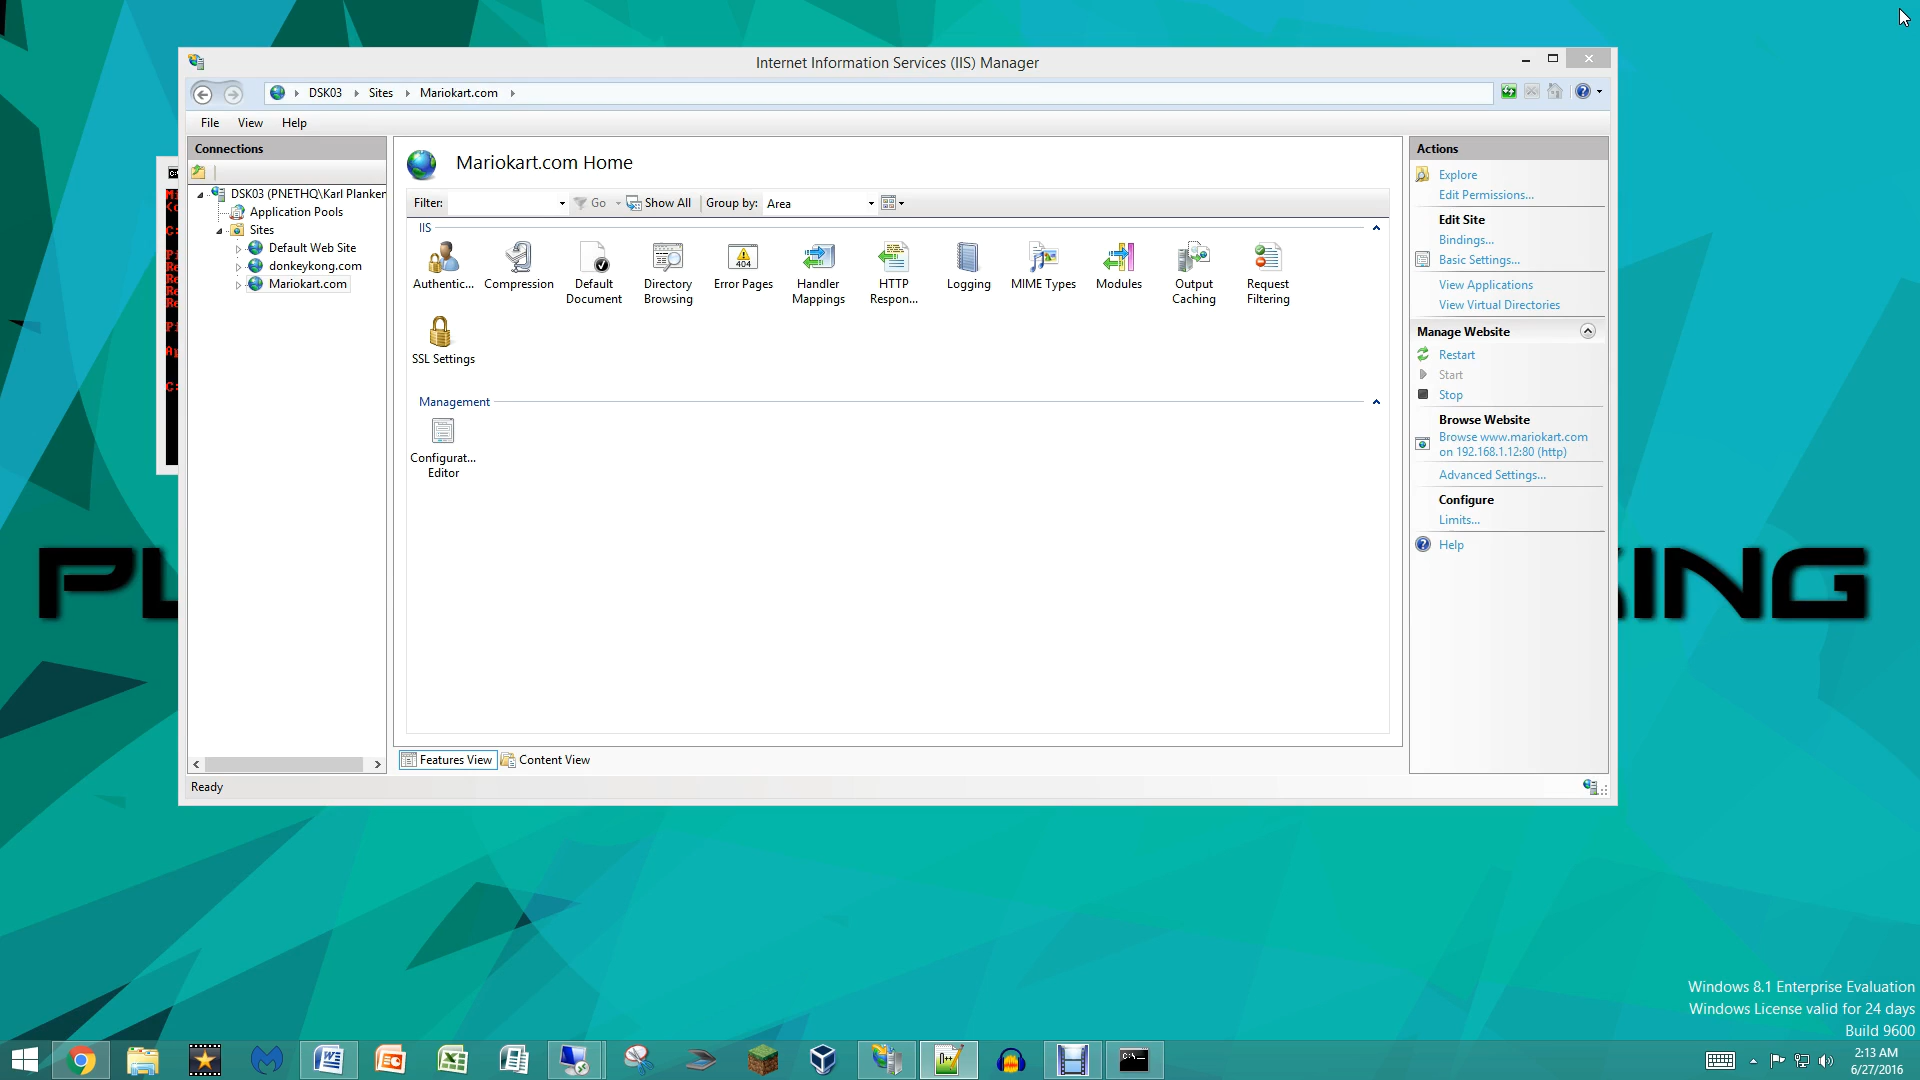 Internet Information Services (IIS) Manager
DSK03 Sites Mariokart.com
File View Help
Connections
DSK03 (PNETHQ\Karl Planken
Application Pools
Sites
Default Web Site
donkeykong.com
Mariokart.com
Mariokart.com Home
Filter: Go Show All Group by: Area
IIS
Authentic... Compression Default Document Directory Browsing Error Pages Handler Mappings HTTP Respon... Logging MIME Types Modules Output Caching Request Filtering
404
SSL Settings
Management
Configurat...
Editor
Features View Content View
Ready
Actions
Explore
Edit Permissions...
Edit Site
Bindings...
Basic Settings...
View Applications
View Virtual Directories
Manage Website
Restart
Start
Stop
Browse Website
Browse www.mariokart.com
on 192.168.1.12:80 (http)
Advanced Settings...
Configure
Limits...
Help
PL
ING
Windows 8.1 Enterprise Evaluation
Windows License valid for 24 days
Build 9600
2:13 AM
6/27/2016